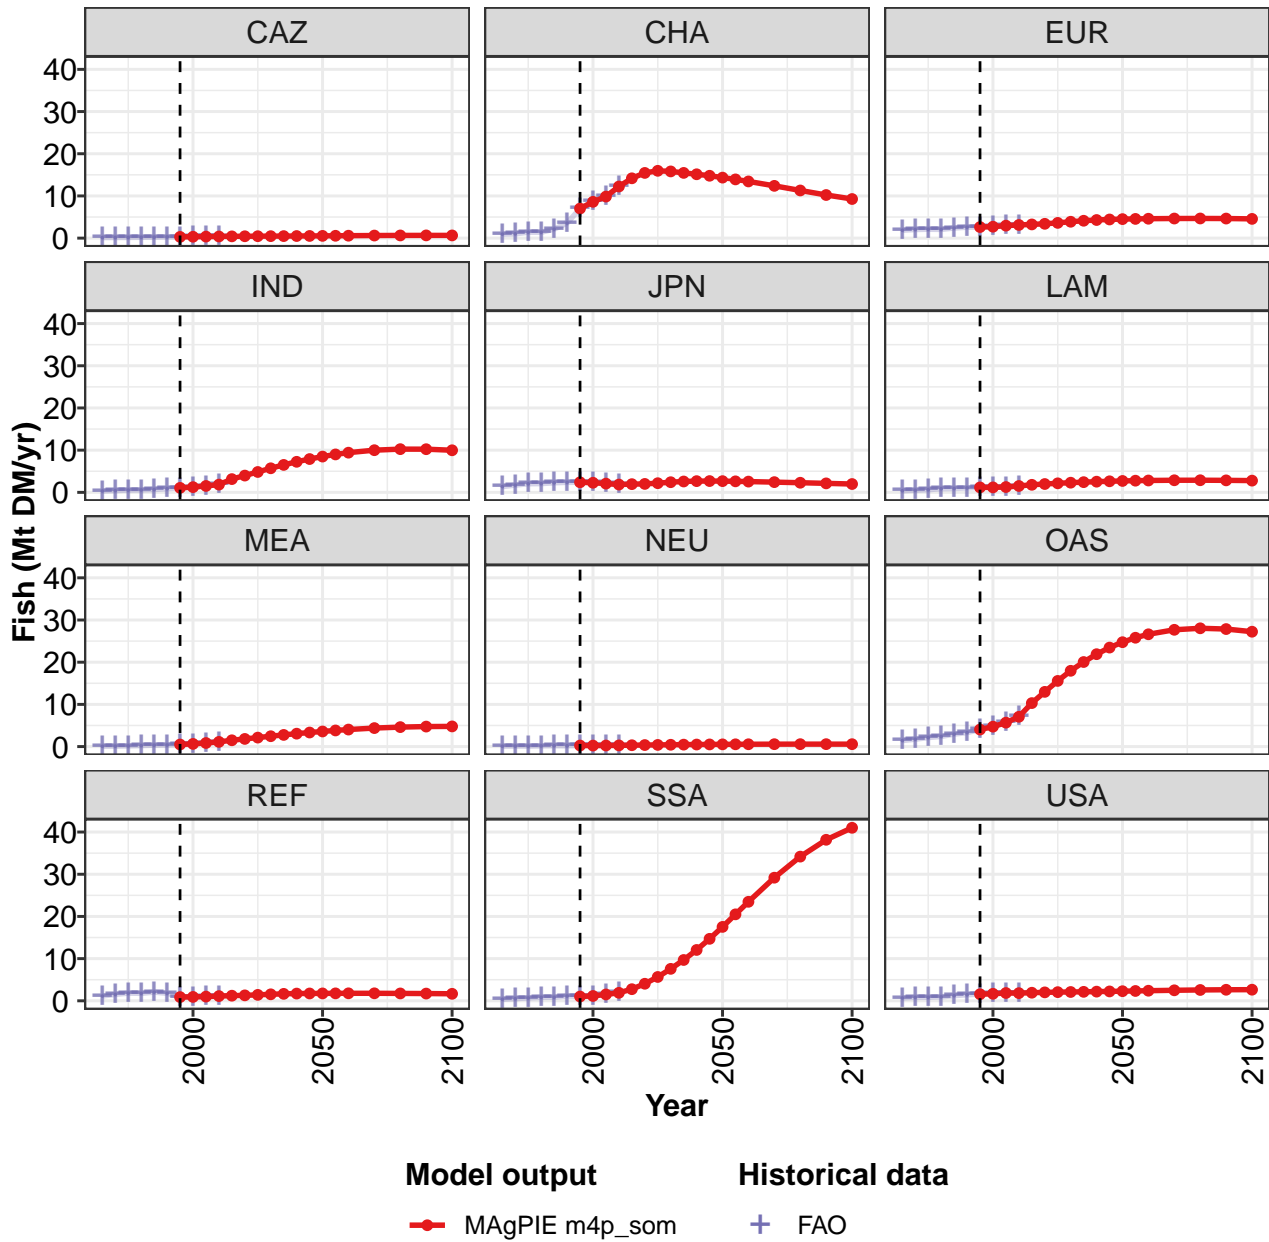 CAZ
CHA
EUR
40
30
20
10
0
IND
JPN
LAM
40
30
20
10
0
MEA
NEU
OAS
40
30
20
10
0
REF
SSA
USA
40
30
20
10
0
Fish (Mt DM/yr)
2000
2050
2100
2000
2050
2100
2000
2050
2100
Year
Model output
Historical data
MAgPIE m4p_som
FAO